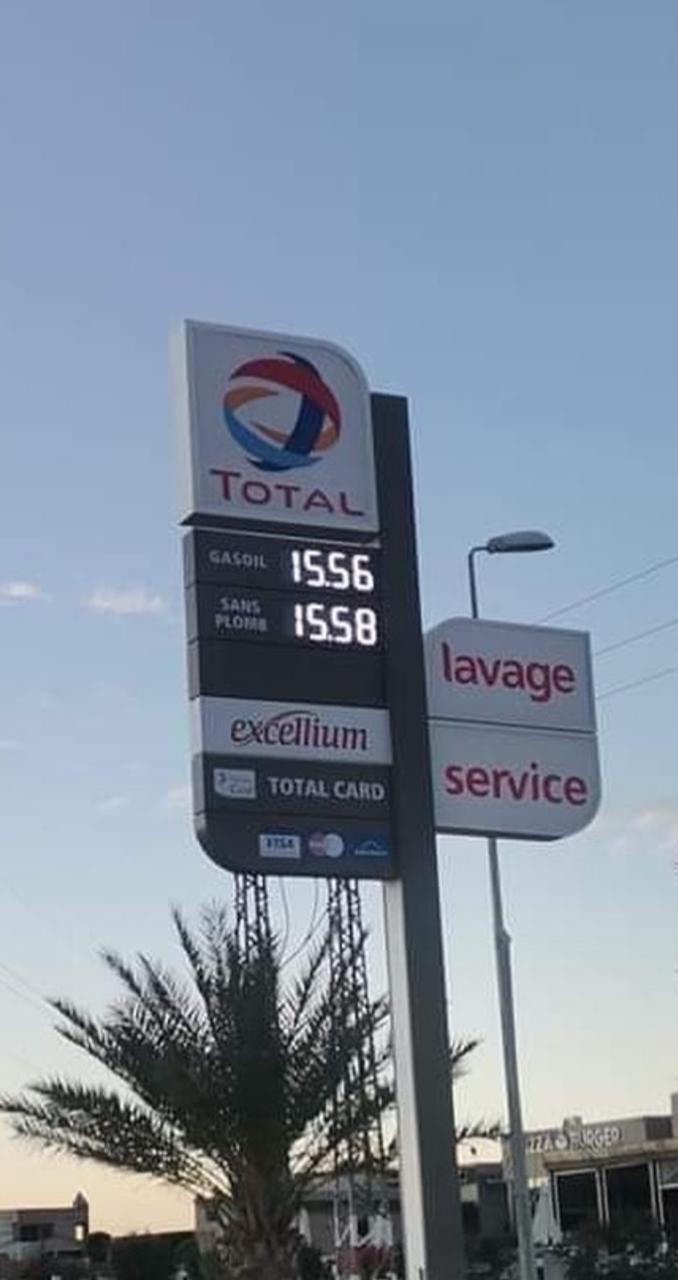 TOTAL
GASOIL 15.56
SANS
PLOMB 15.58
excellium
TOTAL CARD
VISA
lavage
service
BURGER